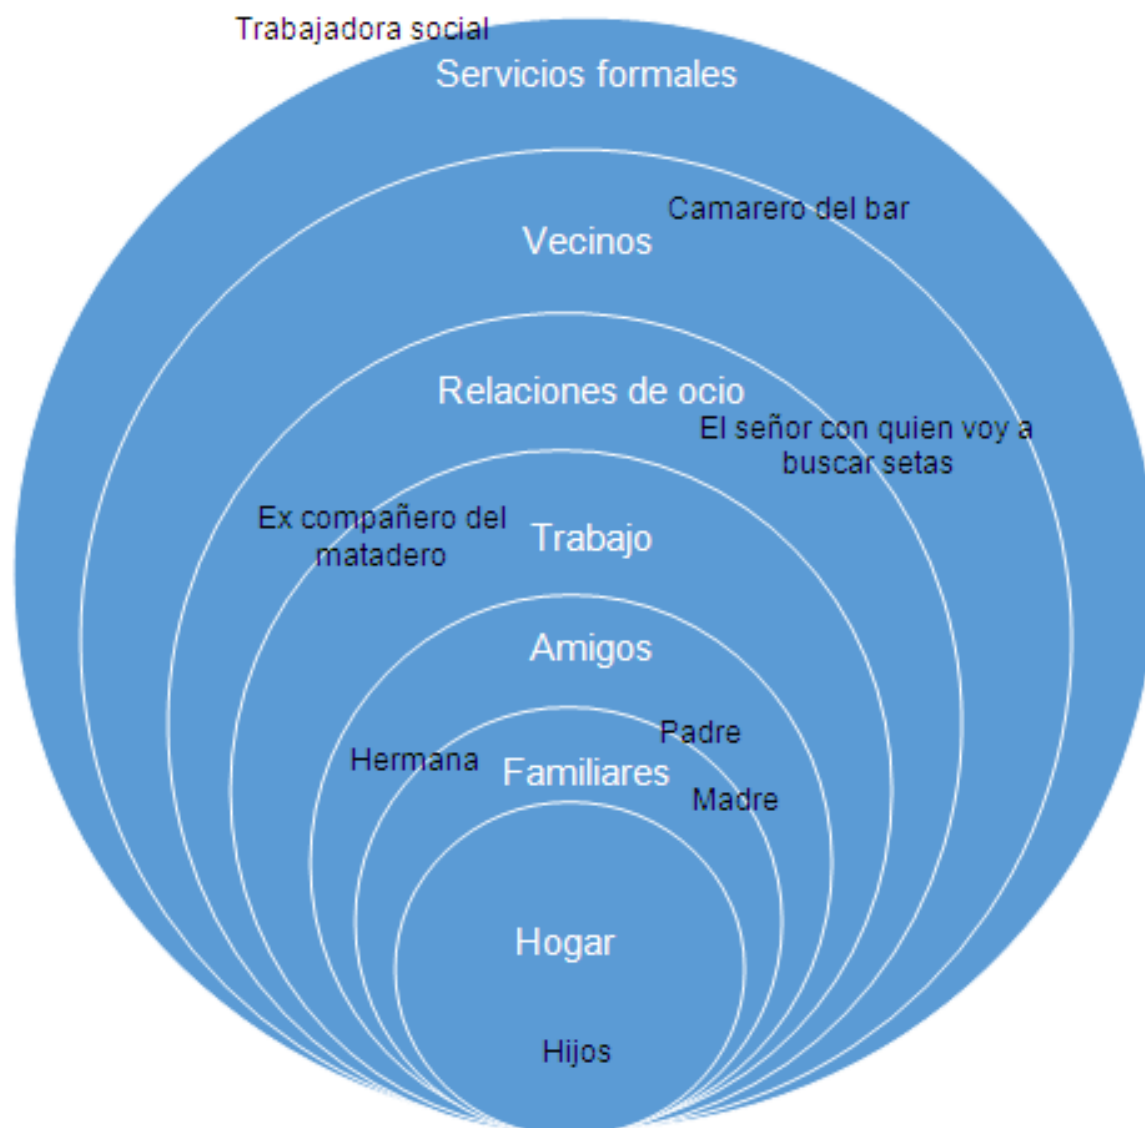 Trabajadora social
Servicios formales
Camarero del bar
Vecinos
Relaciones de ocio
El señor con quien voy a
buscar setas
Ex compañero del
matadero
Trabajo
Amigos
Padre
Hermana
Familiares
Madre
Hogar
Hijos